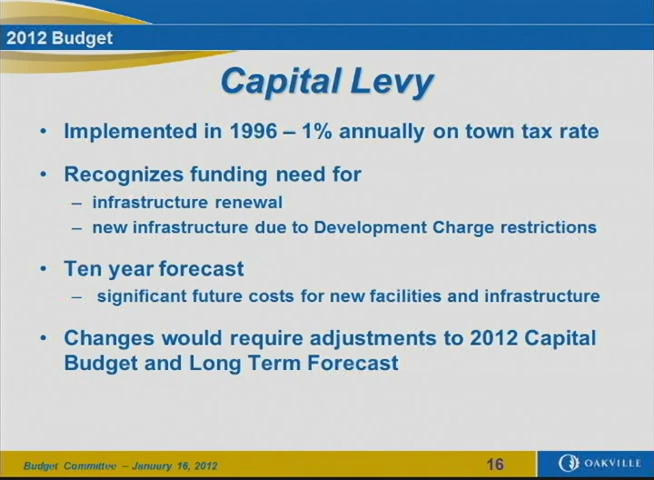 2012 Budget
Capital Levy
• Implemented in 1996 – 1% annually on town tax rate
• Recognizes funding need for
– infrastructure renewal
– new infrastructure due to Development Charge restrictions
• Ten year forecast
– significant future costs for new facilities and infrastructure
• Changes would require adjustments to 2012 Capital
Budget and Long Term Forecast
Budget Committee – January 16, 2012
16
OAKVILLE